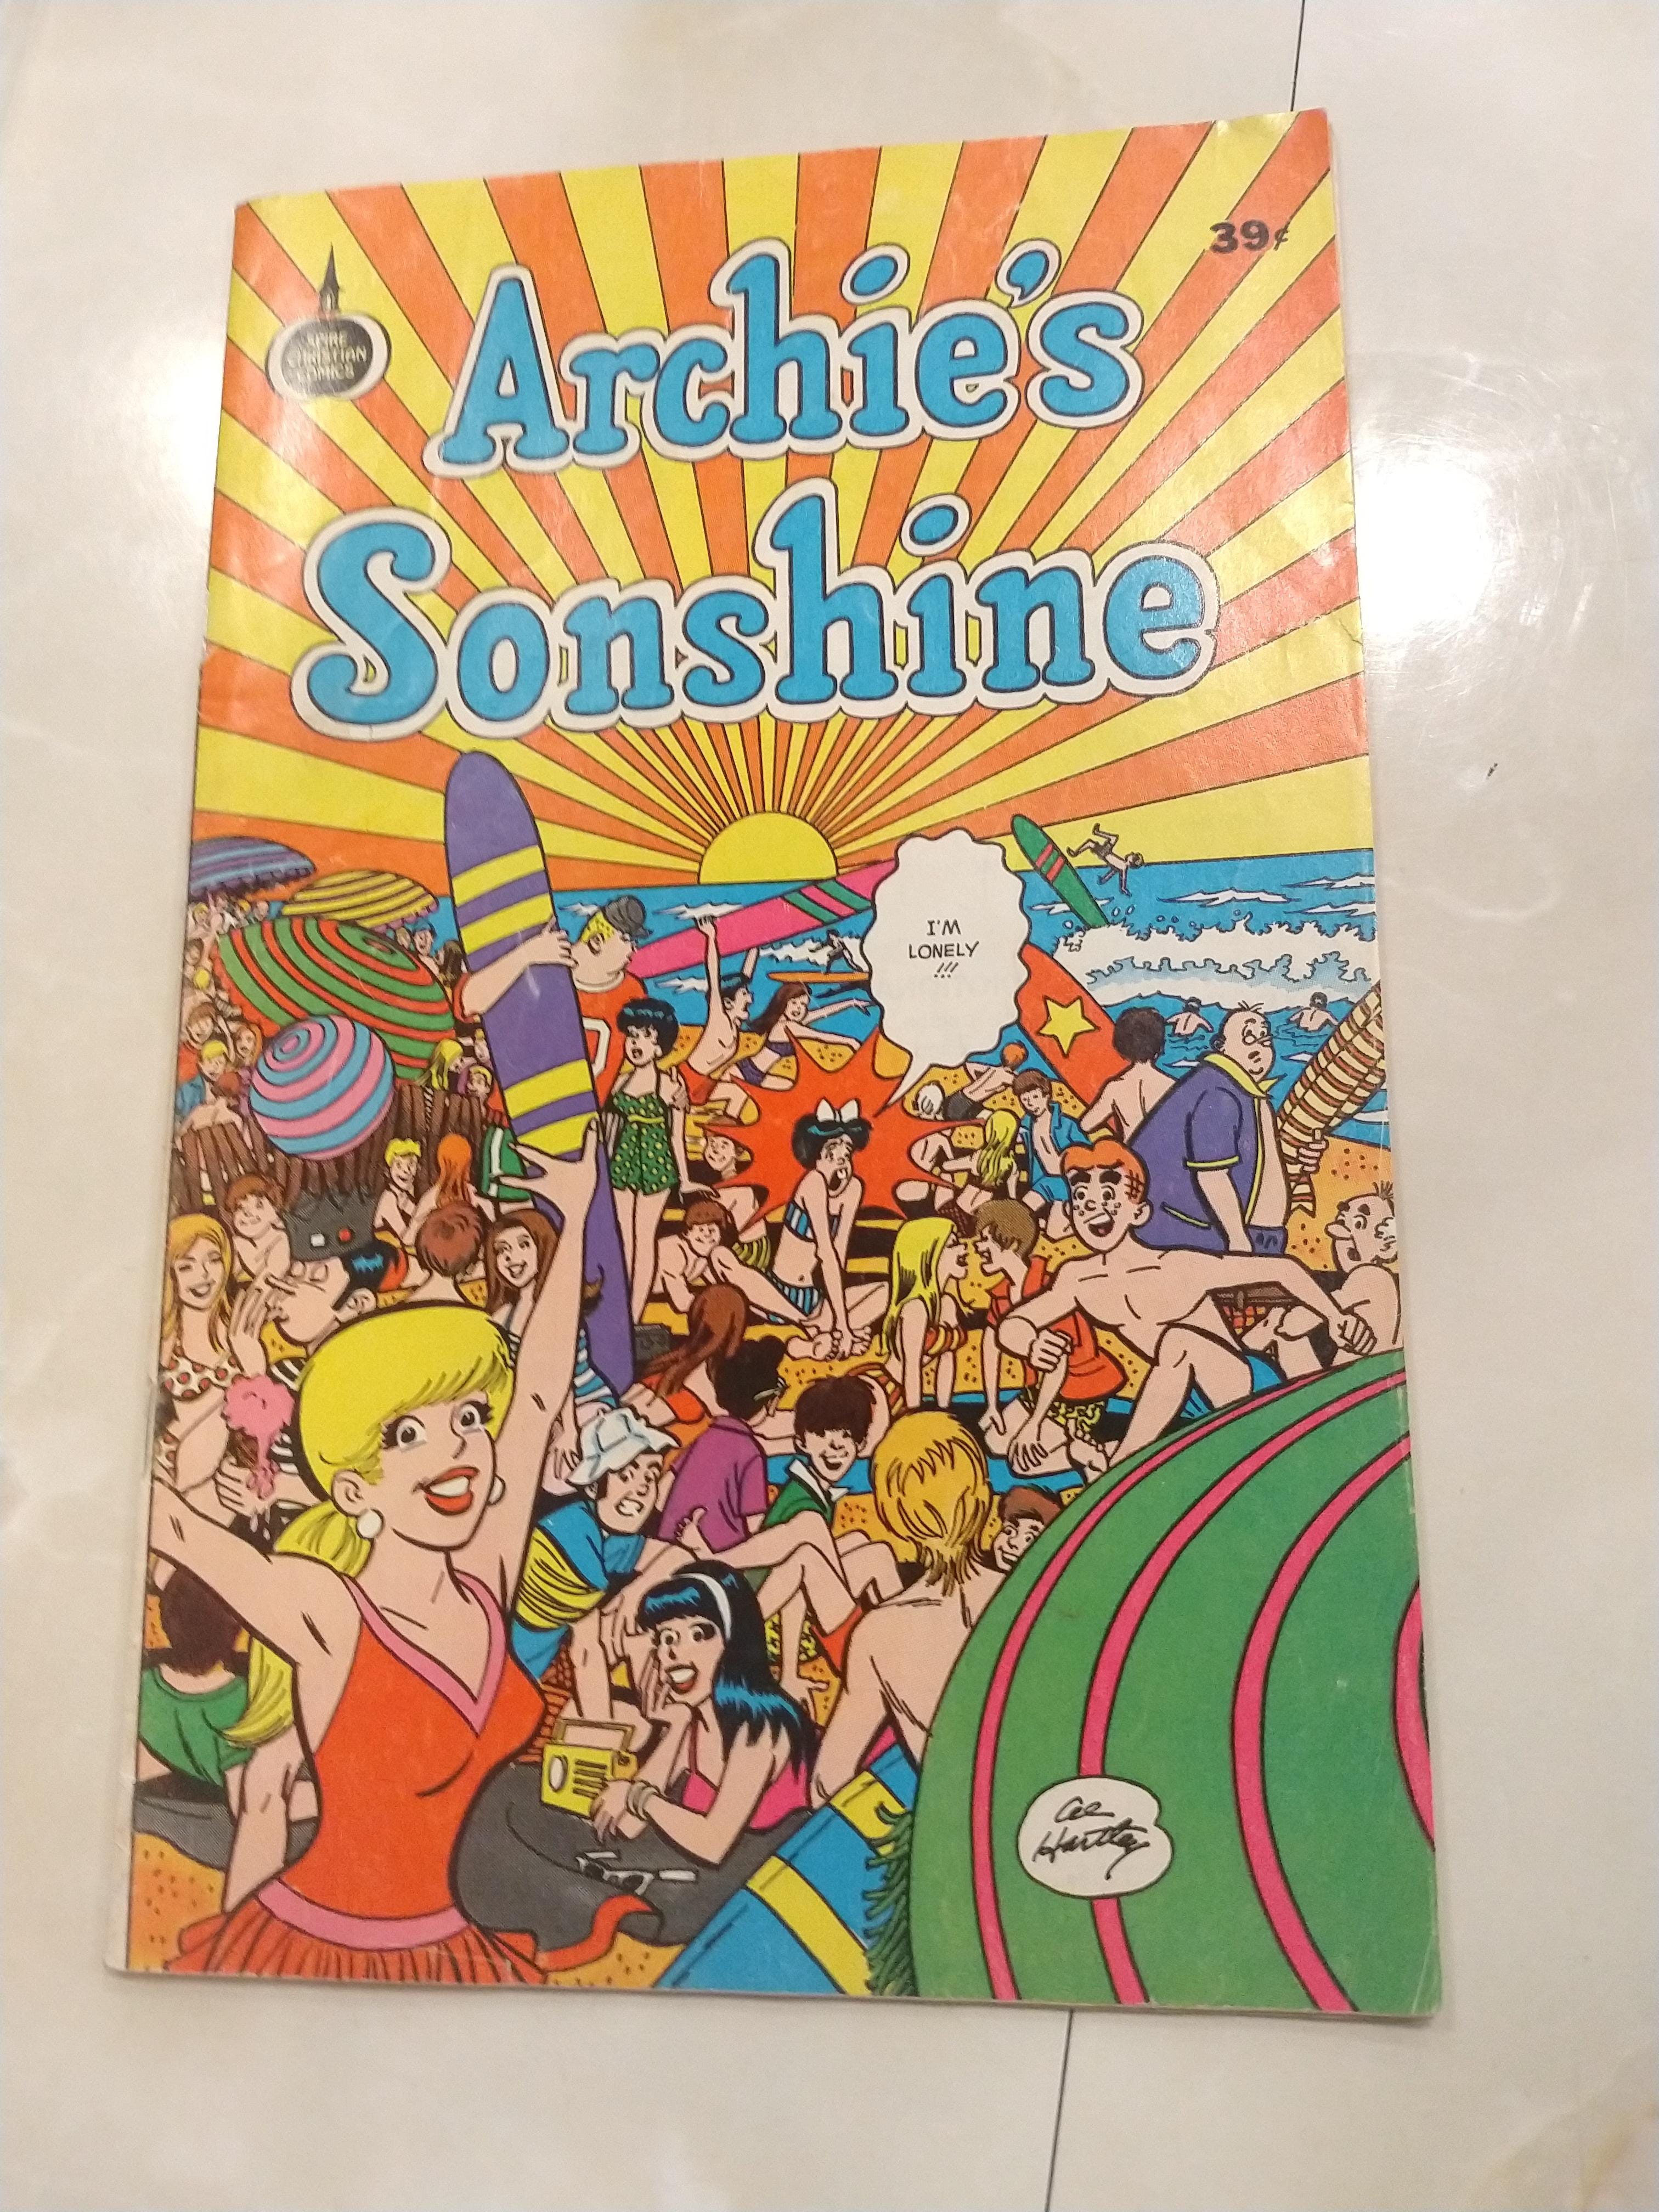 39¢
SPIRE
CHRISTIAN
COMICS
Archie's
Sonshine
I'M
LONELY
!!!
Al
Hartley